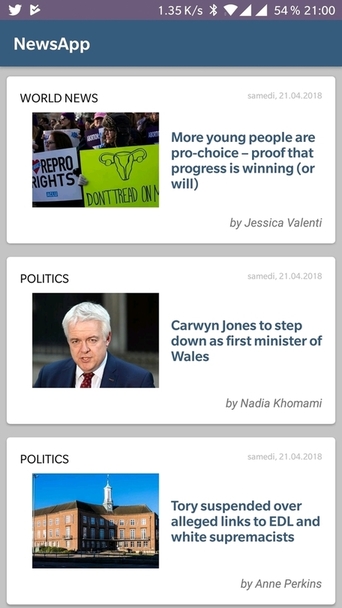 1.35 K/s 54 % 21:00
NewsApp
WORLD NEWS
samedi, 21.04.2018
REPRO
RIGHTS
DON'T TREAD ON M
More young people are
pro-choice – proof that
progress is winning (or
will)
by Jessica Valenti
POLITICS
samedi, 21.04.2018
Carwyn Jones to step
down as first minister of
Wales
by Nadia Khomami
POLITICS
samedi, 21.04.2018
Tory suspended over
alleged links to EDL and
white supremacists
by Anne Perkins